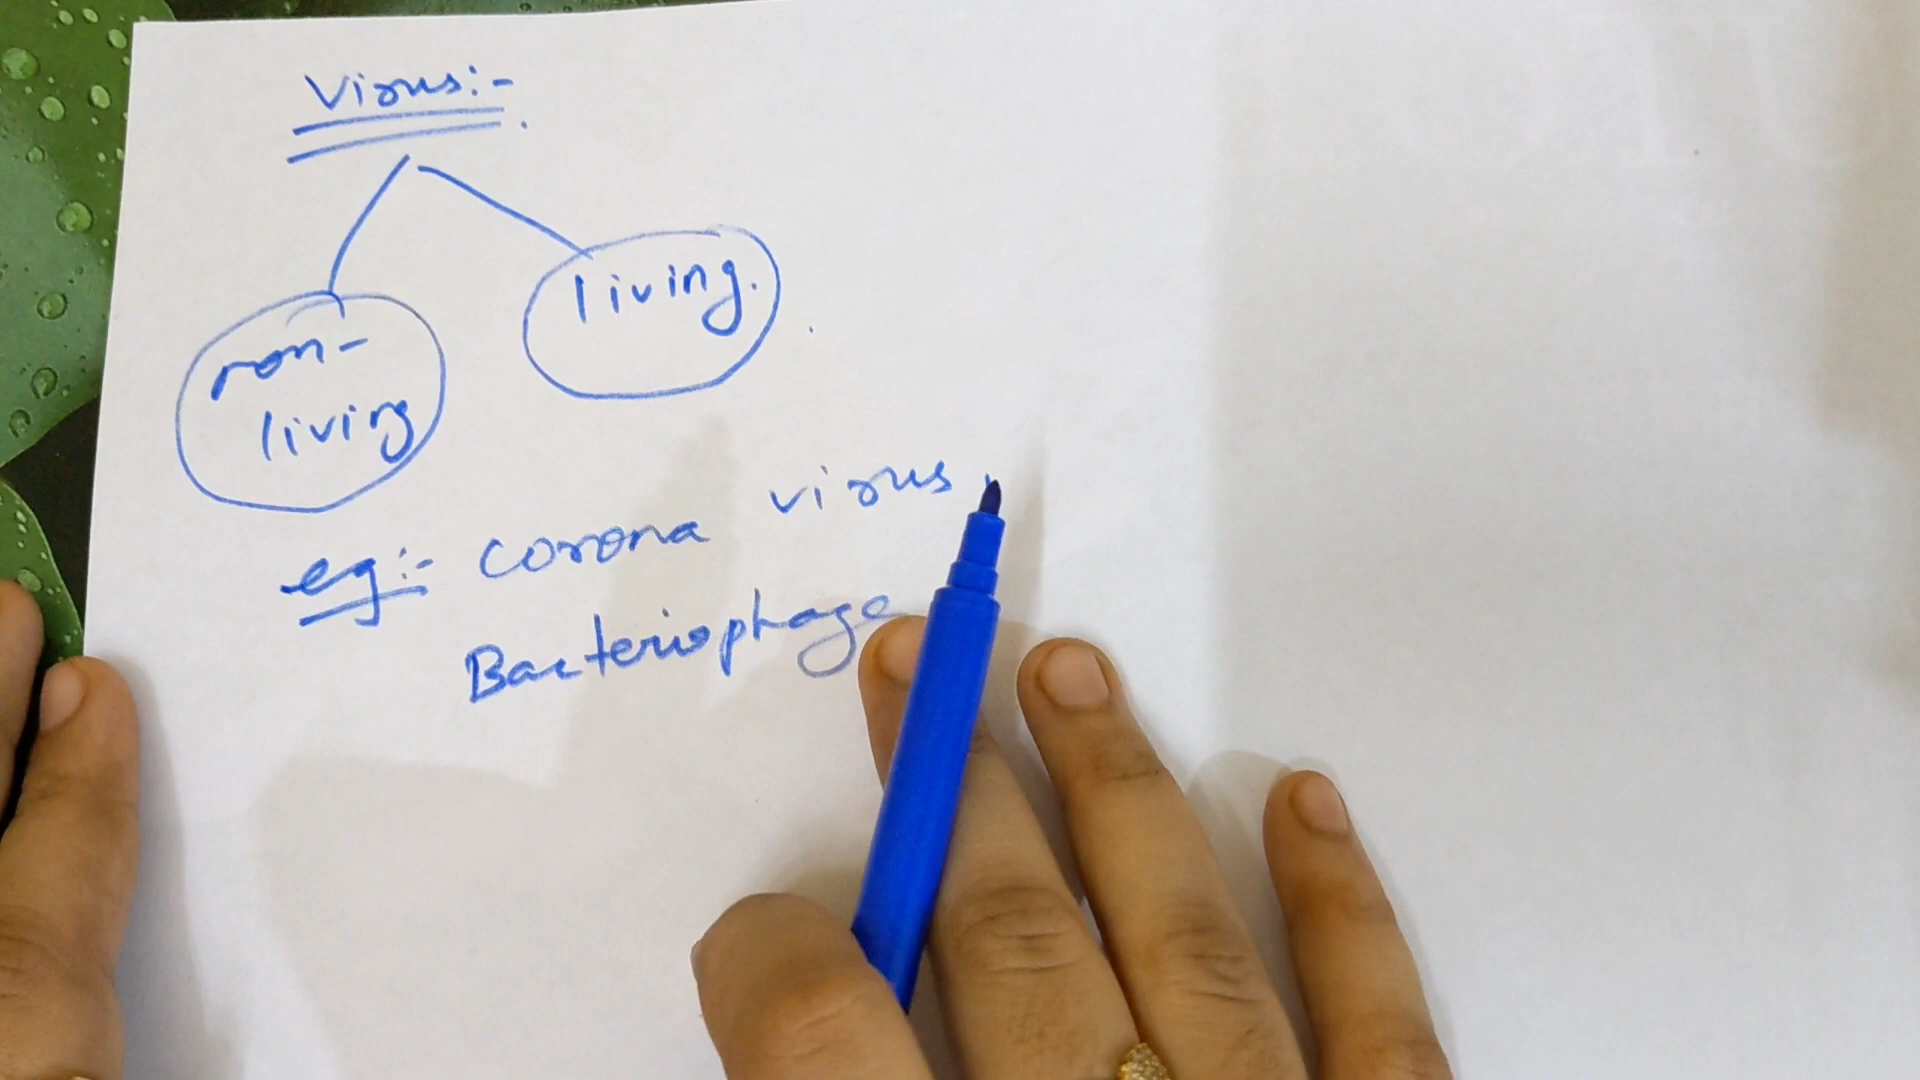 Virus:-
non-
living
living.
eg:- corona virus.
Bacteriophage